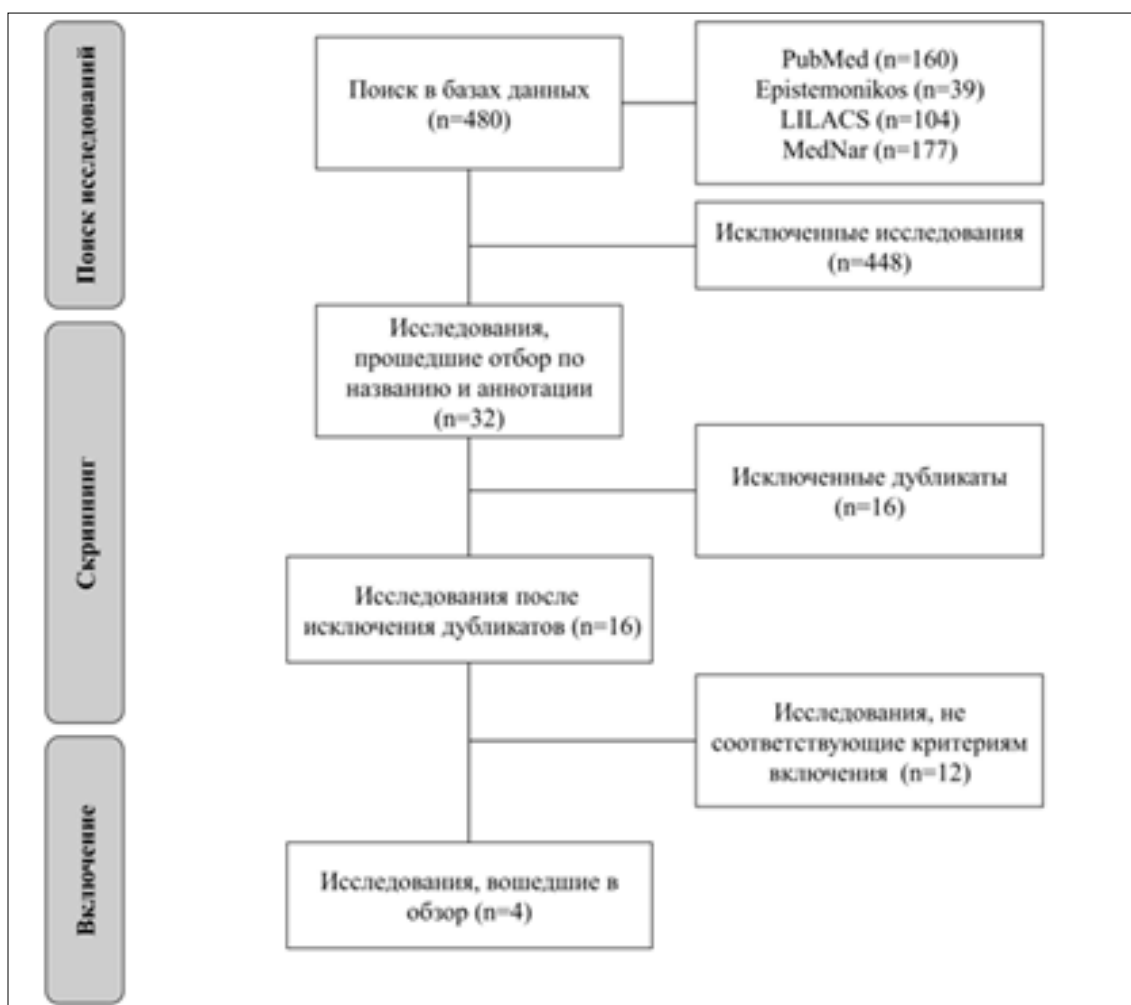 Поиск исследований
Поиск в базах данных
(n=480)
PubMed (n=160)
Epistemonikos (n=39)
LILACS (n=104)
MedNar (n=177)
Исключенные исследования
(n=448)
Скрининг
Исследования,
прошедшие отбор по
названию и аннотации
(n=32)
Исключенные дубликаты
(n=16)
Исследования после
исключения дубликатов (n=16)
Исследования, не
соответствующие критериям
включения (n=12)
Включение
Исследования, вошедшие в
обзор (n=4)